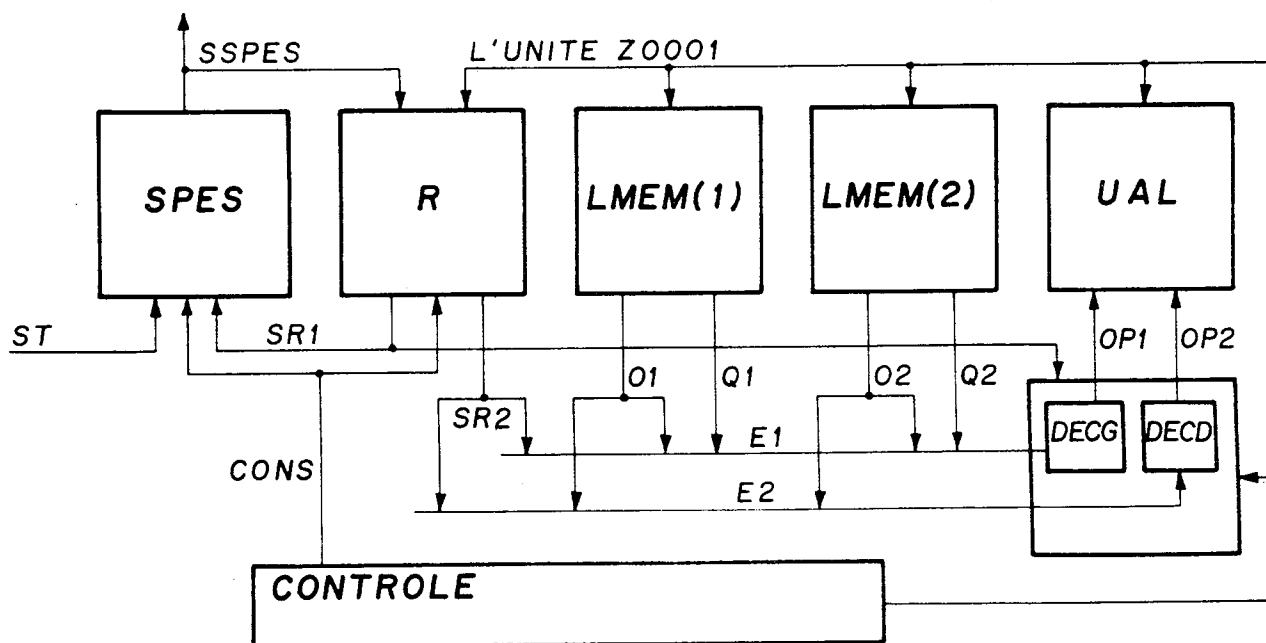 SSPES
L'UNITE Z0001
SPES
R
LMEM(1)
LMEM(2)
UAL
ST
SR1
OP1
OP2
O1
Q1
O2
Q2
SR2
DECG
DECD
E1
CONS
E2
CONTROLE